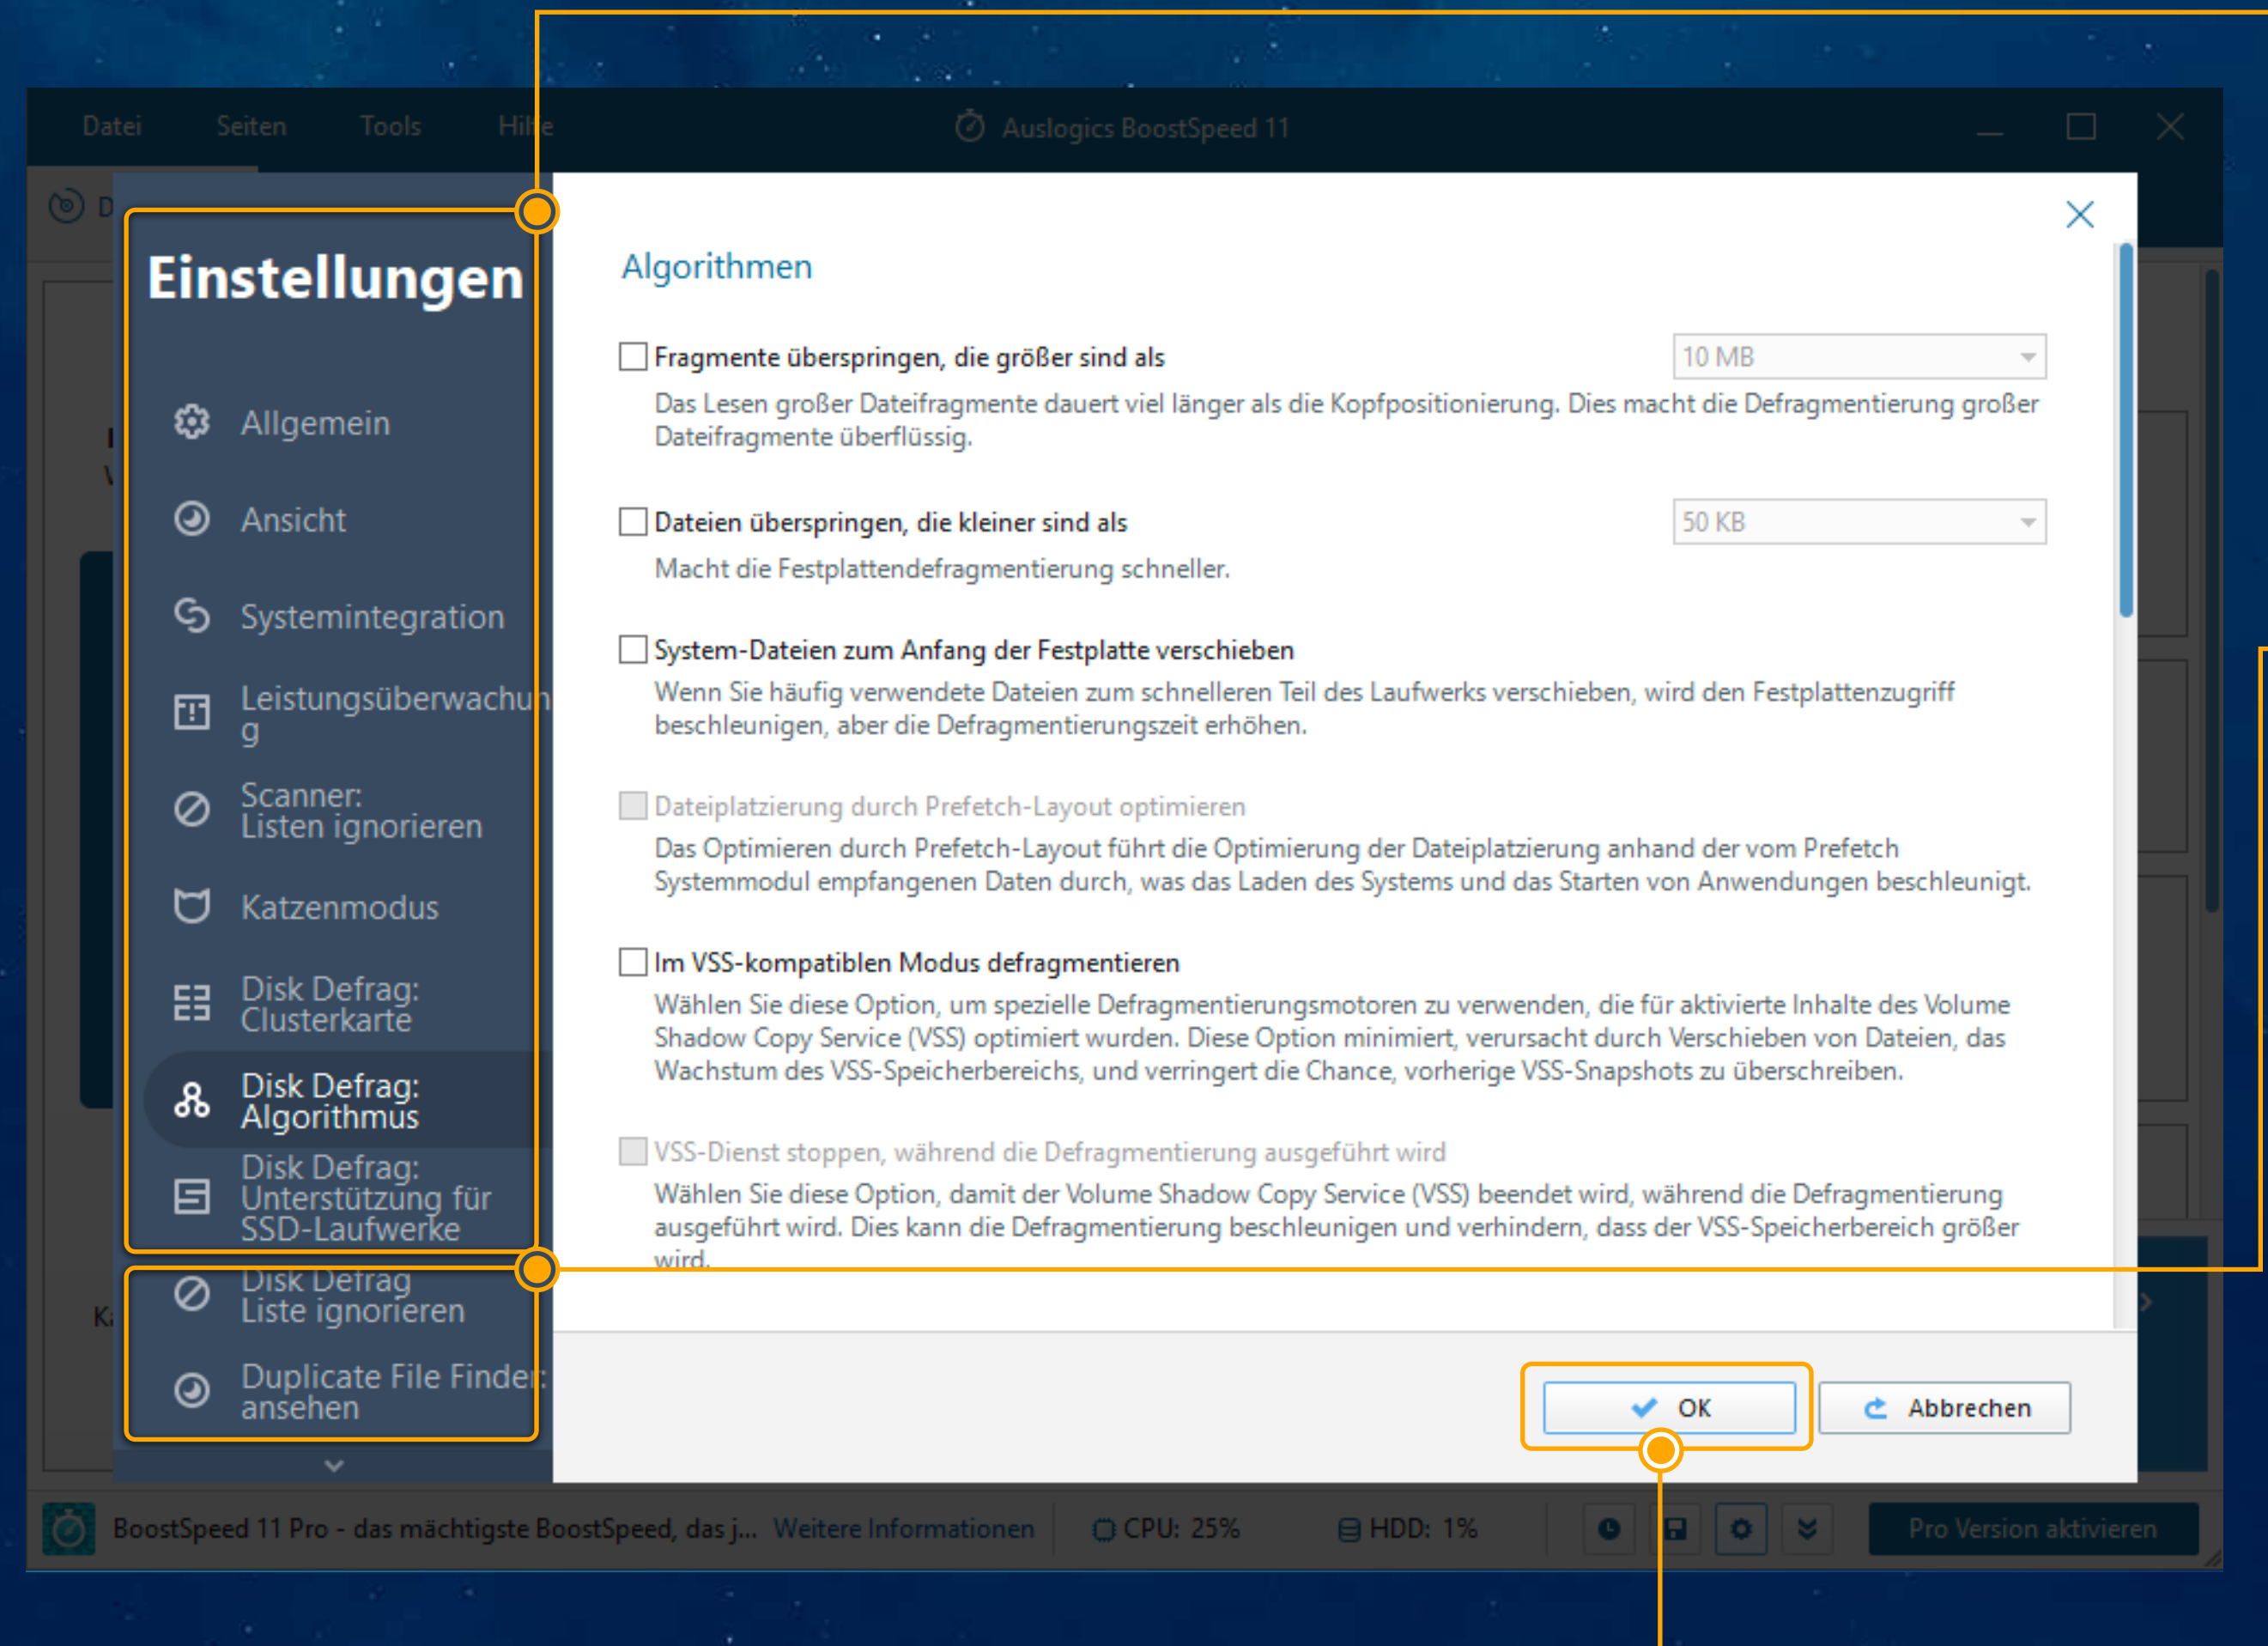 Datei Seiten Tools Hilfe Auslogics BoostSpeed 11
D
Einstellungen
Allgemein
Ansicht
Systemintegration
Leistungsüberwachun
g
Scanner:
Listen ignorieren
Katzenmodus
Disk Defrag:
Clusterkarte
Disk Defrag:
Algorithmus
Disk Defrag:
Unterstützung für
SSD-Laufwerke
Disk Defrag
Liste ignorieren
Duplicate File Finder:
ansehen
Algorithmen
Fragmente überspringen, die größer sind als 10 MB
Das Lesen großer Dateifragmente dauert viel länger als die Kopfpositionierung. Dies macht die Defragmentierung großer
Dateifragmente überflüssig.
Dateien überspringen, die kleiner sind als 50 KB
Macht die Festplattendefragmentierung schneller.
System-Dateien zum Anfang der Festplatte verschieben
Wenn Sie häufig verwendete Dateien zum schnelleren Teil des Laufwerks verschieben, wird den Festplattenzugriff
beschleunigen, aber die Defragmentierungszeit erhöhen.
Dateiplatzierung durch Prefetch-Layout optimieren
Das Optimieren durch Prefetch-Layout führt die Optimierung der Dateiplatzierung anhand der vom Prefetch
Systemmodul empfangenen Daten durch, was das Laden des Systems und das Starten von Anwendungen beschleunigt.
Im VSS-kompatiblen Modus defragmentieren
Wählen Sie diese Option, um spezielle Defragmentierungsmotoren zu verwenden, die für aktivierte Inhalte des Volume
Shadow Copy Service (VSS) optimiert wurden. Diese Option minimiert, verursacht durch Verschieben von Dateien, das
Wachstum des VSS-Speicherbereichs, und verringert die Chance, vorherige VSS-Snapshots zu überschreiben.
VSS-Dienst stoppen, während die Defragmentierung ausgeführt wird
Wählen Sie diese Option, damit der Volume Shadow Copy Service (VSS) beendet wird, während die Defragmentierung
ausgeführt wird. Dies kann die Defragmentierung beschleunigen und verhindern, dass der VSS-Speicherbereich größer
wird.
OK Abbrechen
BoostSpeed 11 Pro - das mächtigste BoostSpeed, das j... Weitere Informationen CPU: 25% HDD: 1% Pro Version aktivieren